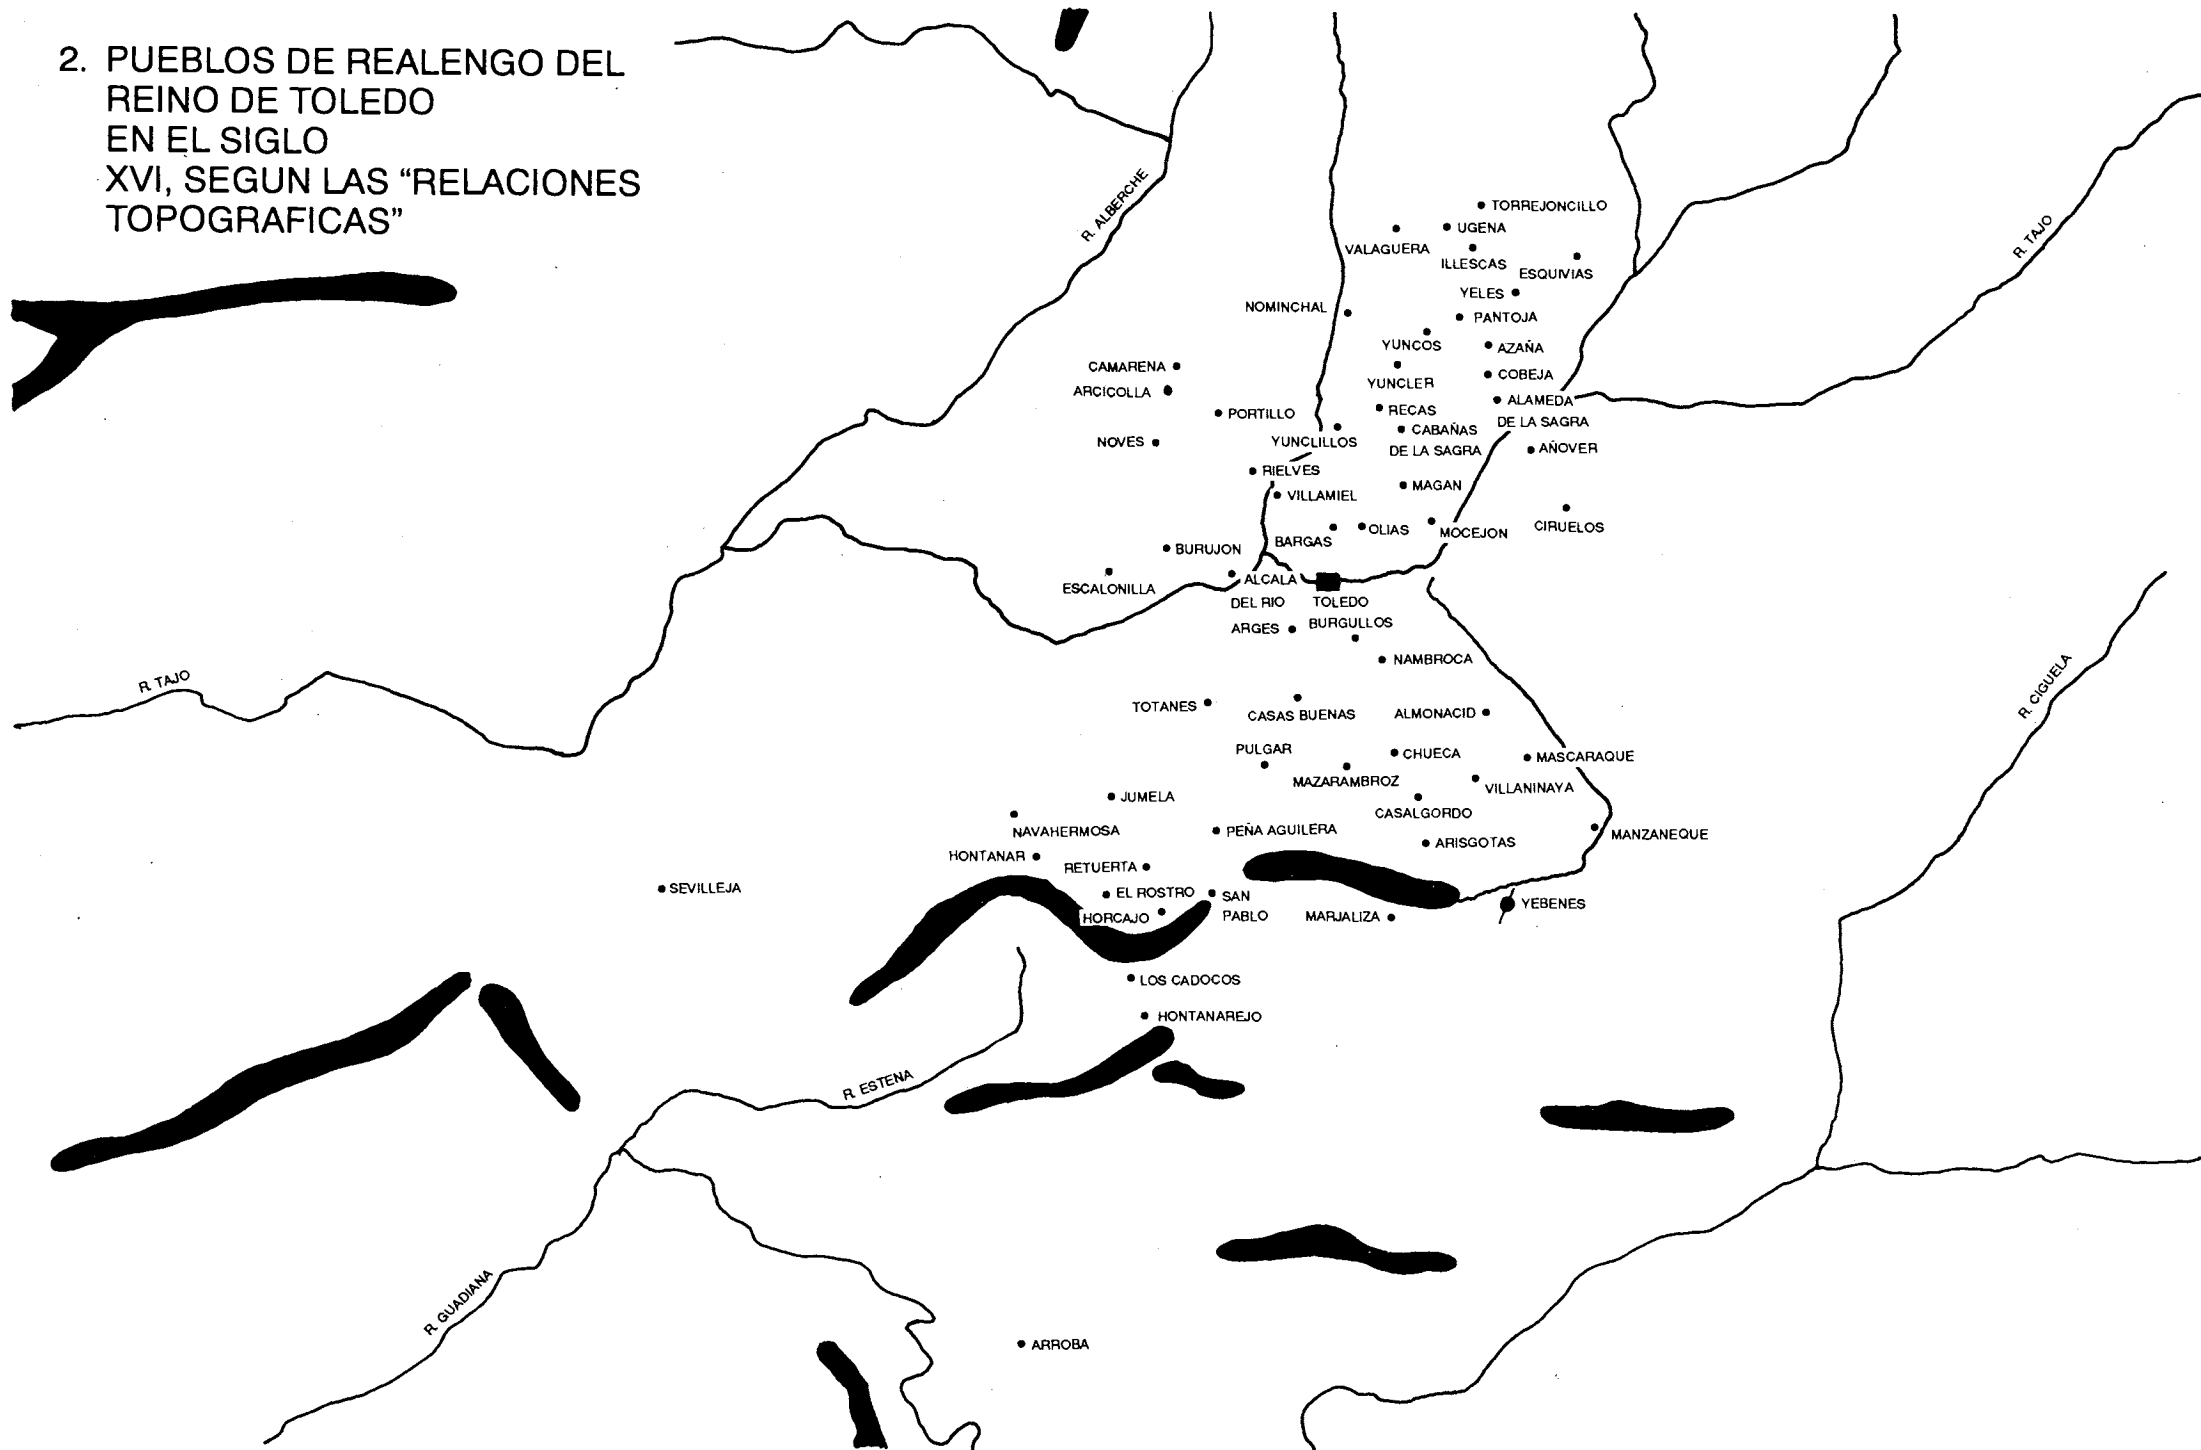 2. PUEBLOS DE REALENGO DEL
REINO DE TOLEDO
EN EL SIGLO
XVI, SEGUN LAS “RELACIONES
TOPOGRAFICAS”
R. ALBERCHE
R. TAJO
TORREJONCILLO
UGENA
VALAGUERA
ILLESCAS
ESQUIVIAS
YELES
NOMINCHAL
PANTOJA
YUNCOS
AZAÑA
CAMARENA
COBEJA
YUNCLER
ARCICOLLA
ALAMEDA
DE LA SAGRA
PORTILLO
RECAS
CABAÑAS
DE LA SAGRA
NOVES
YUNCLILLOS
AÑOVER
RIELVES
VILLAMIEL
MAGAN
CIRUELOS
OLIAS
MOCEJON
BARGAS
BURUJON
ESCALONILLA
ALCALA
DEL RIO
TOLEDO
ARGES
BURGULLOS
NAMBROCA
R. TAJO
R. CIGUELA
TOTANES
CASAS BUENAS
ALMONACID
PULGAR
CHUECA
MASCARAQUE
MAZARAMBROZ
VILLANINAYA
JUMELA
CASALGORDO
NAVAHERMOSA
PEÑA AGUILERA
MANZANEQUE
ARISGOTAS
HONTANAR
RETUERTA
SEVILLEJA
EL ROSTRO
SAN
PABLO
HORCAJO
MARJALIZA
YEBENES
LOS CADOCOS
HONTANAREJO
R. ESTENA
R. GUADIANA
ARROBA